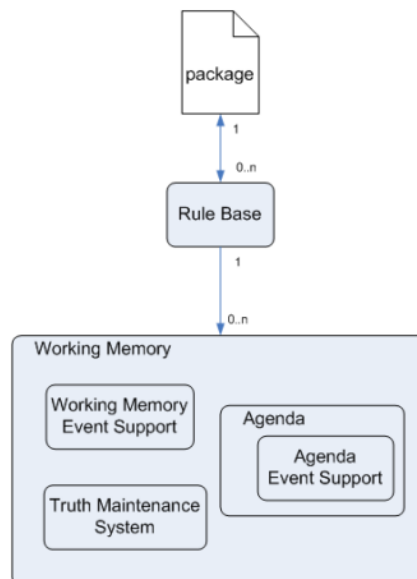 package
1
0..n
Rule Base
1
0..n
Working Memory
Working Memory
Event Support
Agenda
Agenda
Event Support
Truth Maintenance
System